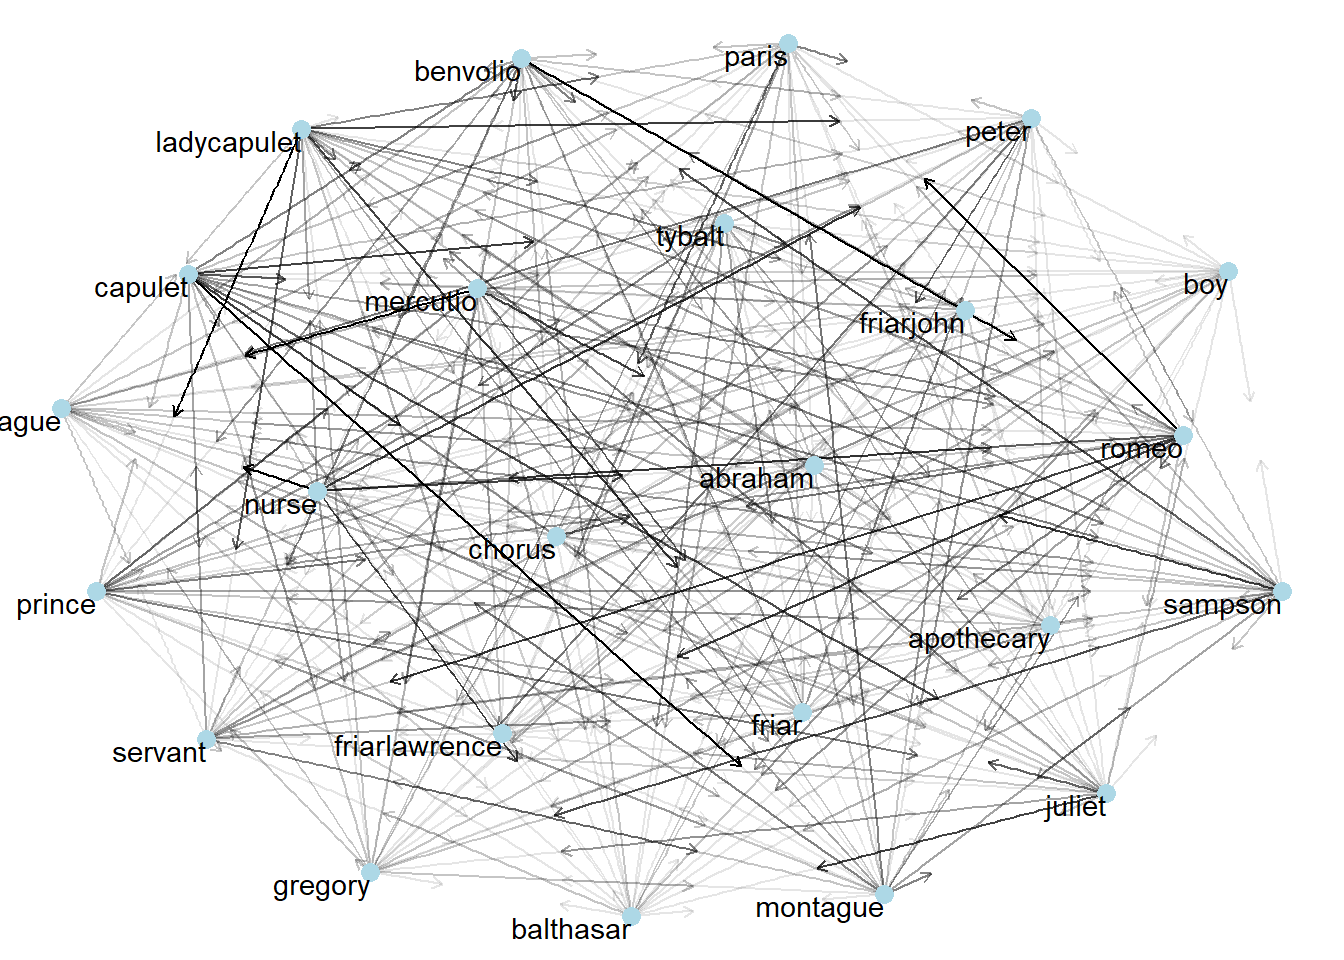 paris
benvolio
peter
ladycapulet
tybalt
boy
capulet
mercutio
friarjohn
ague
romeo
abraham
nurse
chorus
prince
sampson
apothecary
friar
friarlawrence
servant
juliet
gregory
montague
balthasar